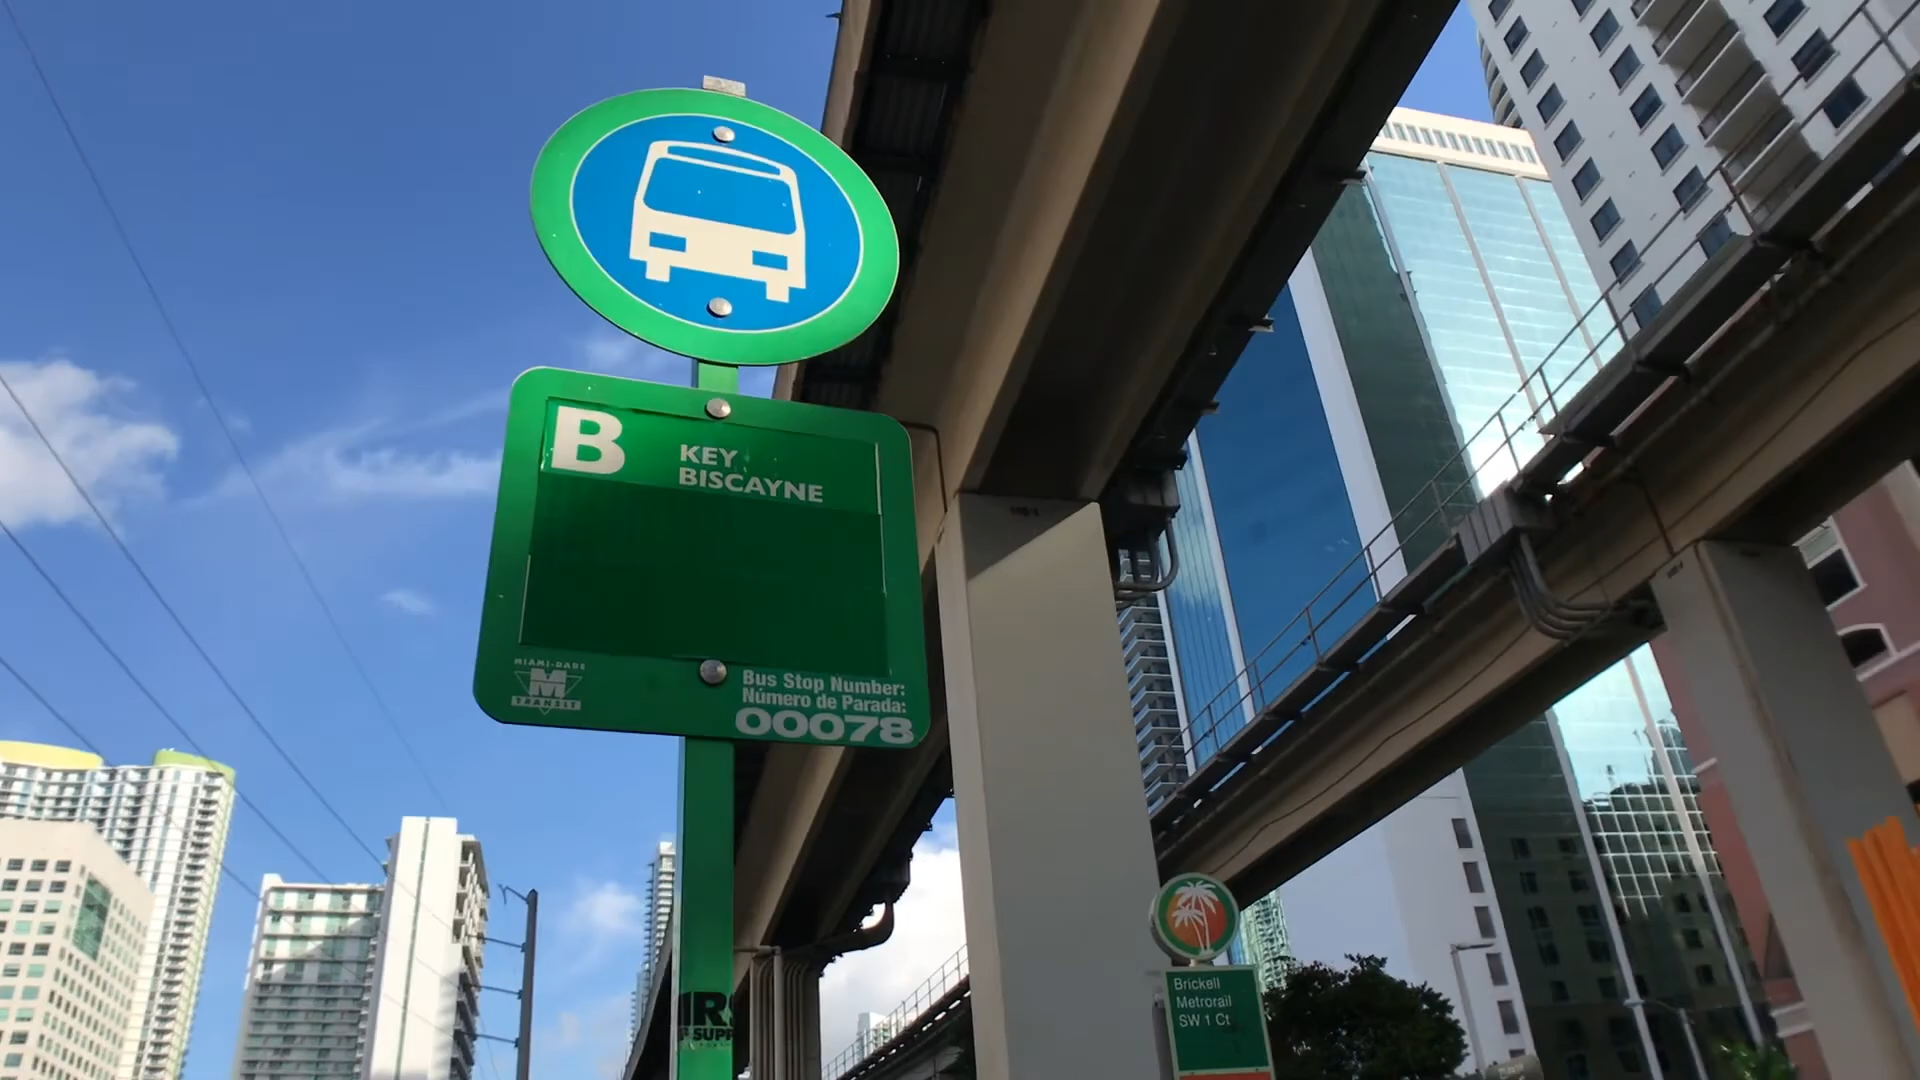 B
KEY
BISCAYNE
MIAMI-DADE
M
TRANSIT
Bus Stop Number:
Número de Parada:
00078
Brickell
Metrorail
SW 1 Ct